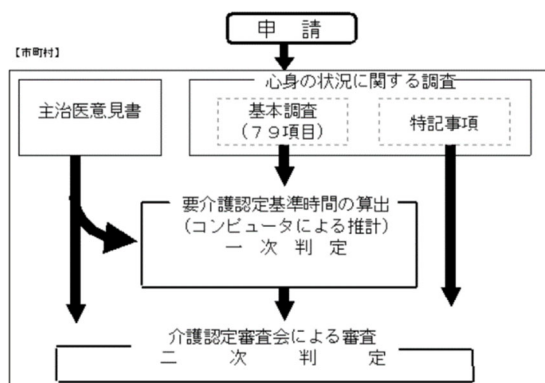 申 請
【市町村】
心身の状況に関する調査
主治医意見書
基本調査
(79項目)
特記事項
要介護認定基準時間の算出
(コンピュータによる推計)
一 次 判 定
介護認定審査会による審査
二 次 判 定